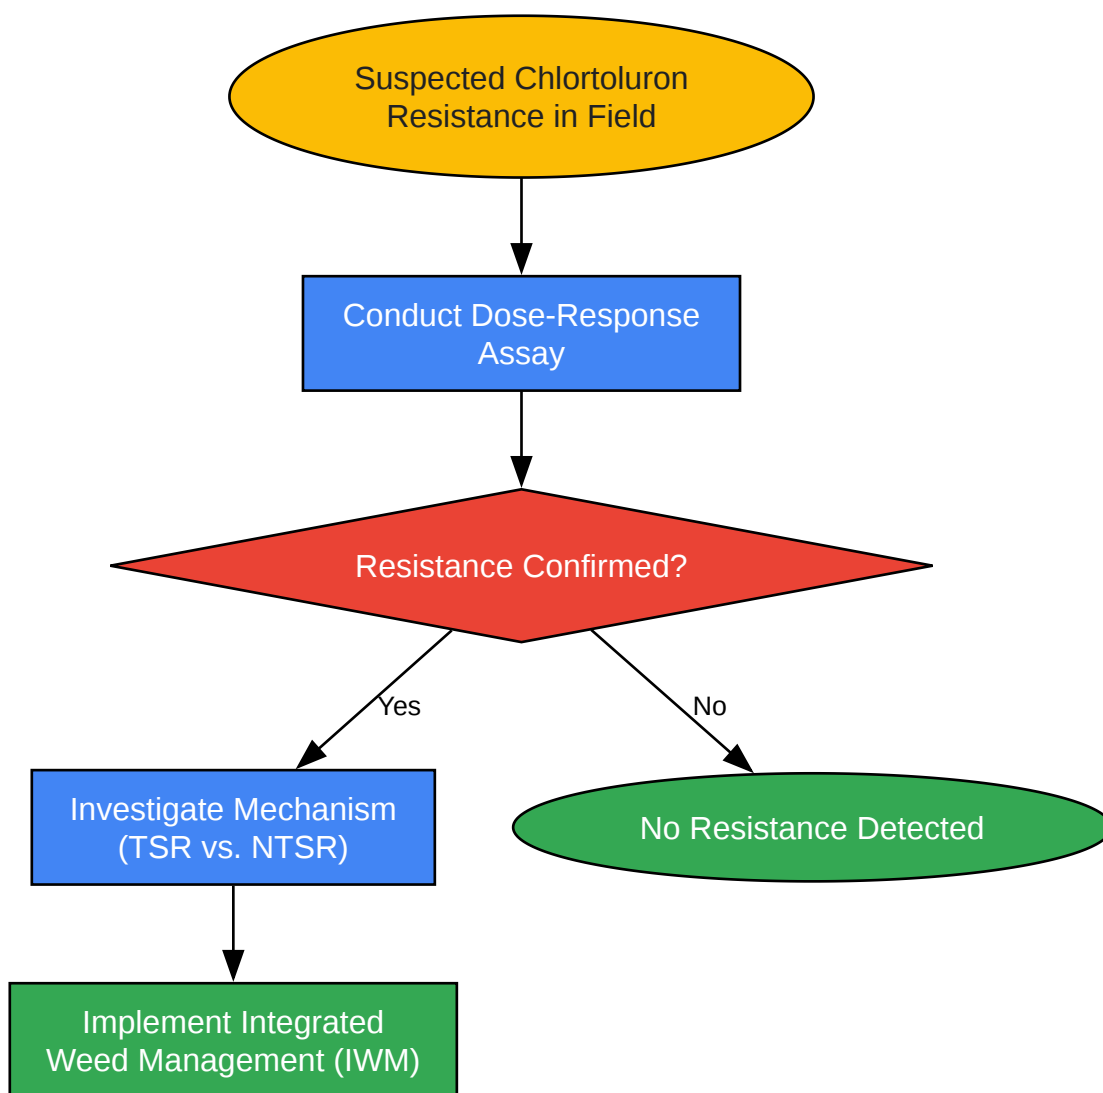 Suspected Chlortoluron
Resistance in Field
Conduct Dose-Response
Assay
Resistance Confirmed?
Yes
No
Investigate Mechanism
(TSR vs. NTSR)
No Resistance Detected
Implement Integrated
Weed Management (IWM)